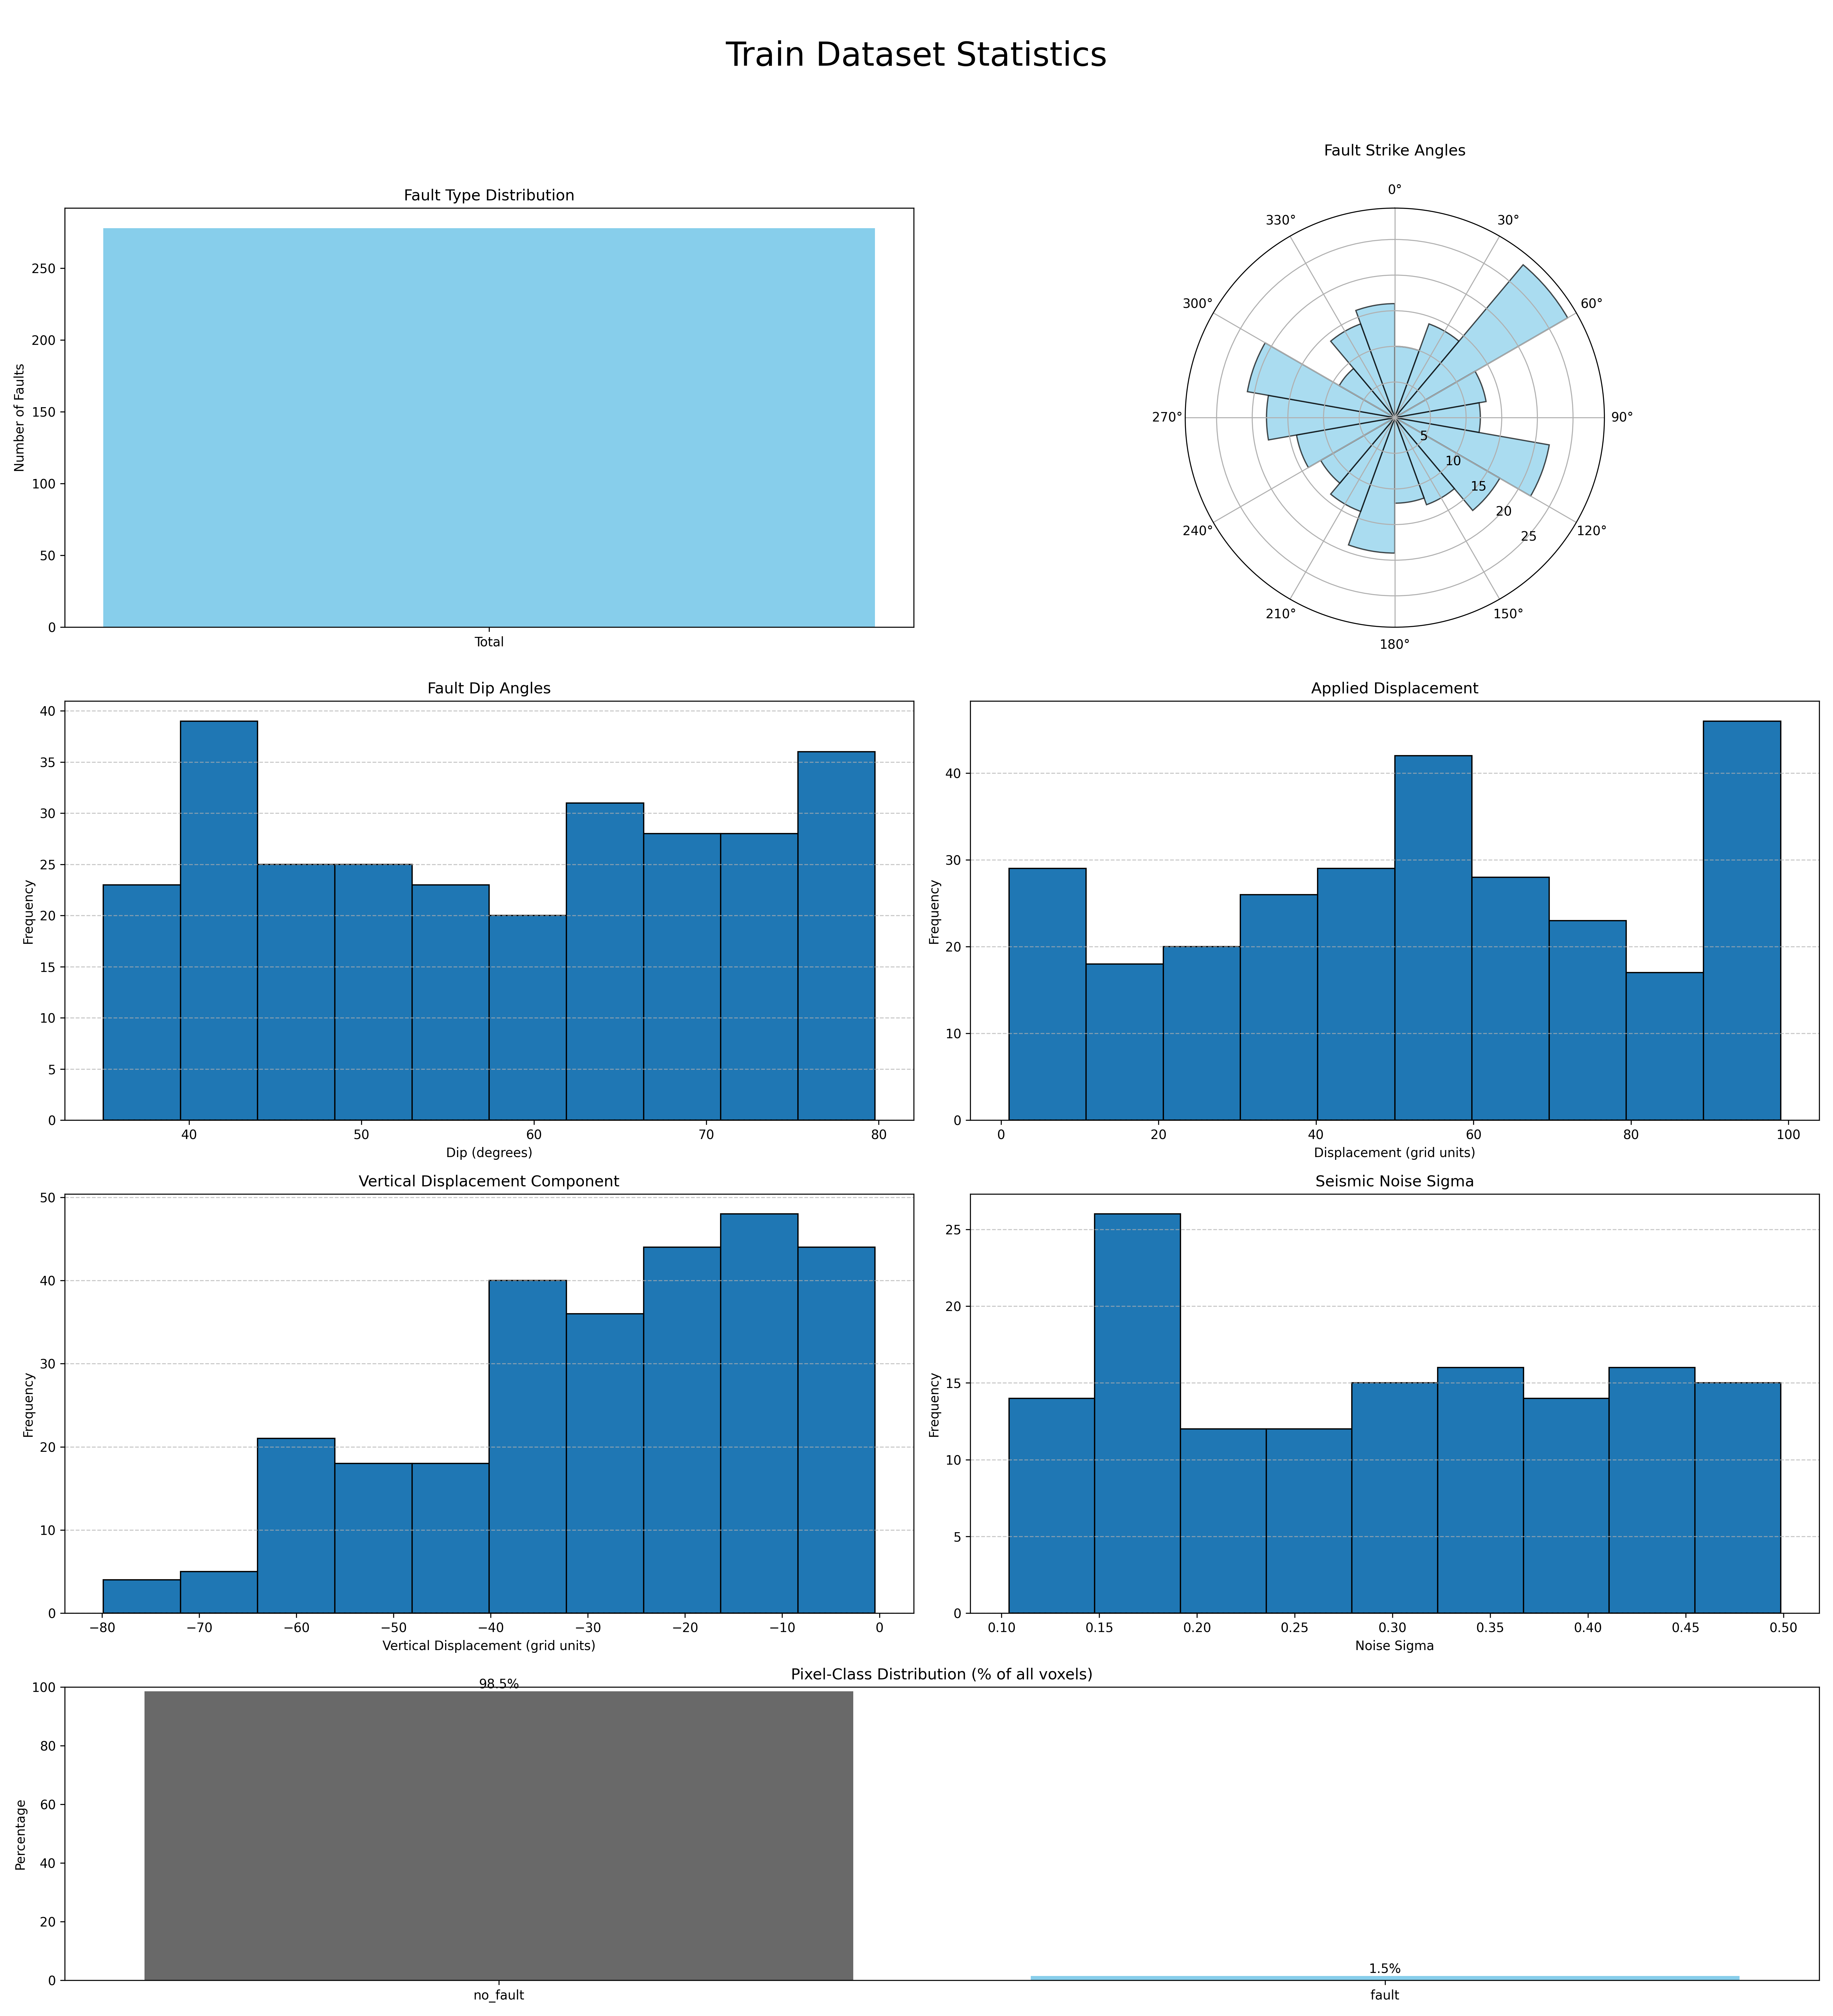 Train Dataset Statistics
Fault Type Distribution
Number of Faults
250
200
150
100
50
0
Total
Fault Strike Angles
0°
30°
60°
90°
120°
150°
180°
210°
240°
270°
300°
330°
5
10
15
20
25
Fault Dip Angles
Frequency
40
35
30
25
20
15
10
5
0
40 50 60 70 80
Dip (degrees)
Applied Displacement
Frequency
40
30
20
10
0
0 20 40 60 80 100
Displacement (grid units)
Vertical Displacement Component
Frequency
50
40
30
20
10
0
−80 −70 −60 −50 −40 −30 −20 −10 0
Vertical Displacement (grid units)
Seismic Noise Sigma
Frequency
25
20
15
10
5
0
0.10 0.15 0.20 0.25 0.30 0.35 0.40 0.45 0.50
Noise Sigma
Pixel-Class Distribution (% of all voxels)
Percentage
100
80
60
40
20
0
98.5%
1.5%
no_fault fault